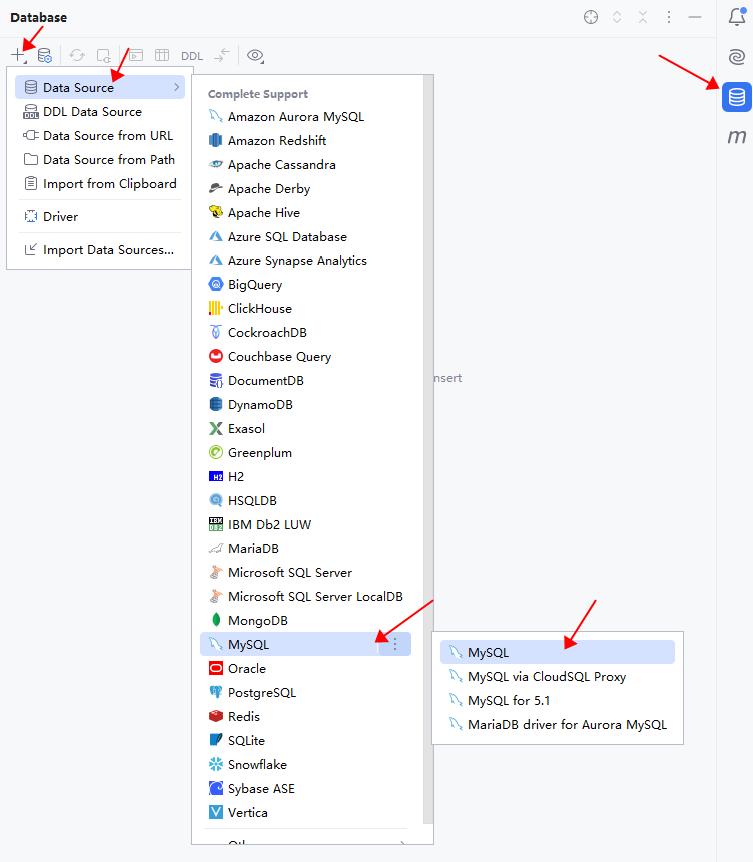 Database
DDL
Data Source
DDL Data Source
Data Source from URL
Data Source from Path
Import from Clipboard
Driver
Import Data Sources...
Complete Support
Amazon Aurora MySQL
Amazon Redshift
Apache Cassandra
Apache Derby
Apache Hive
Azure SQL Database
Azure Synapse Analytics
BigQuery
ClickHouse
CockroachDB
Couchbase Query
DocumentDB
DynamoDB
Exasol
Greenplum
H2
HSQLDB
IBM Db2 LUW
MariaDB
Microsoft SQL Server
Microsoft SQL Server LocalDB
MongoDB
MySQL
Oracle
PostgreSQL
Redis
SQLite
Snowflake
Sybase ASE
Vertica
nsert
MySQL
MySQL via CloudSQL Proxy
MySQL for 5.1
MariaDB driver for Aurora MySQL
m